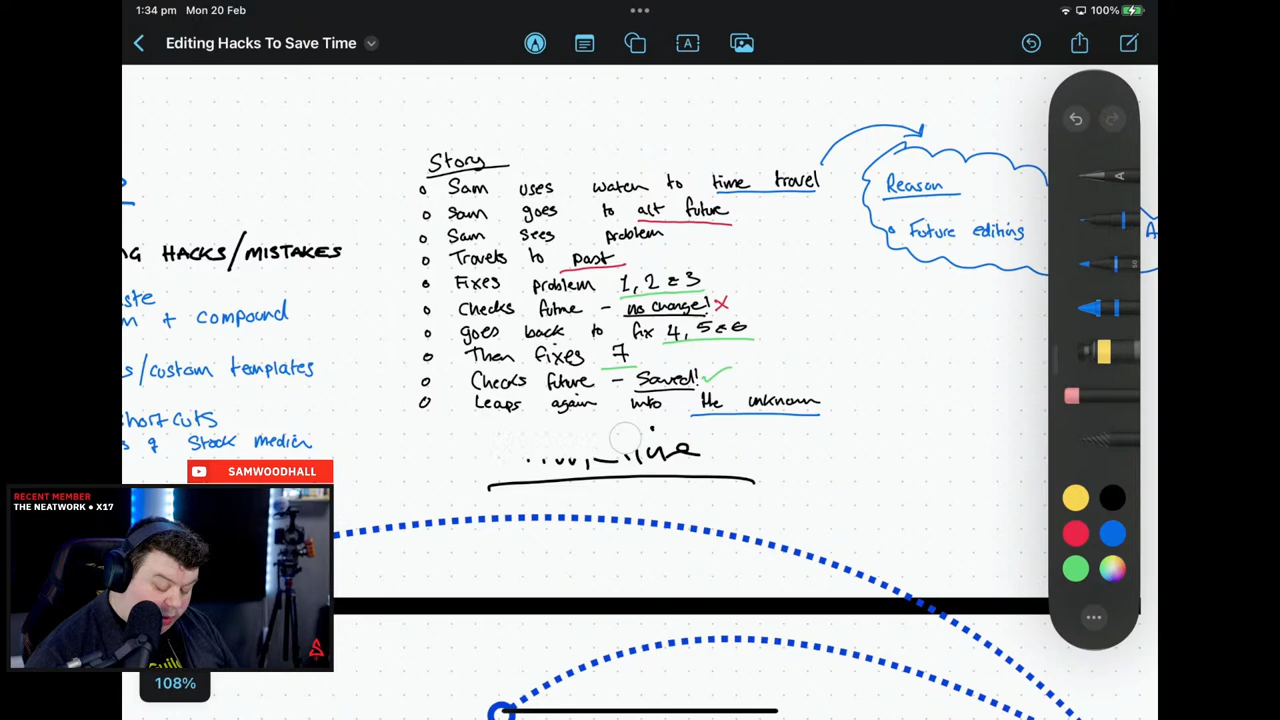 1:34 pm Mon 20 Feb
100%
Editing Hacks To Save Time
Story
Sam uses watch to time travel
Sam goes to alt future
Sam sees problem
Travels to past
Fixes problem 1, 2 & 3
Checks future - no change! X
goes back to fix 4, 5 & 6
Then fixes 7
Checks future - Saved! ✓
Leaps again into the unknown
Reason
Future editing
A
G HACKS/MISTAKES
+ compound
s/custom templates
hort cuts
Stock media
SAMWOODHALL
RECENT MEMBER
THE NEATWORK • X17
108%
A
50